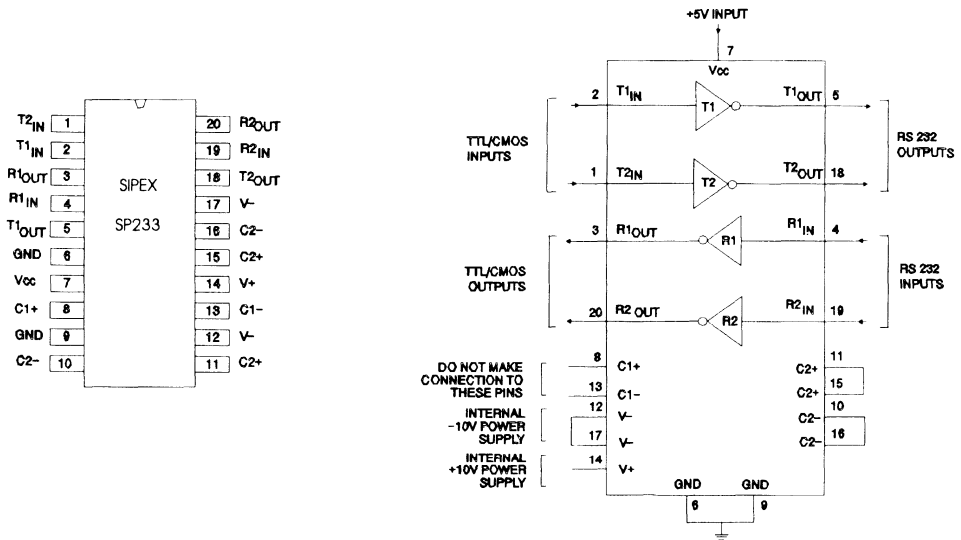 T2IN 1
T1IN 2
R1OUT 3
R1IN 4
T1OUT 5
GND 6
Vcc 7
C1+ 8
GND 9
C2- 10
SIPEX
SP233
20 R2OUT
19 R2IN
18 T2OUT
17 V-
16 C2-
15 C2+
14 V+
13 C1-
12 V-
11 C2+
+5V INPUT
7
Vcc
TTL/CMOS
INPUTS
2 T1IN T1 T1OUT 5
1 T2IN T2 T2OUT 18
RS 232
OUTPUTS
TTL/CMOS
OUTPUTS
3 R1OUT R1 R1IN 4
20 R2 OUT R2 R2IN 19
RS 232
INPUTS
DO NOT MAKE
CONNECTION TO
THESE PINS
8 C1+
13 C1-
INTERNAL
-10V POWER
SUPPLY
12 V-
17 V-
INTERNAL
+10V POWER
SUPPLY
14 V+
11
C2+
15
C2+
10
C2-
16
C2-
GND GND
6 9